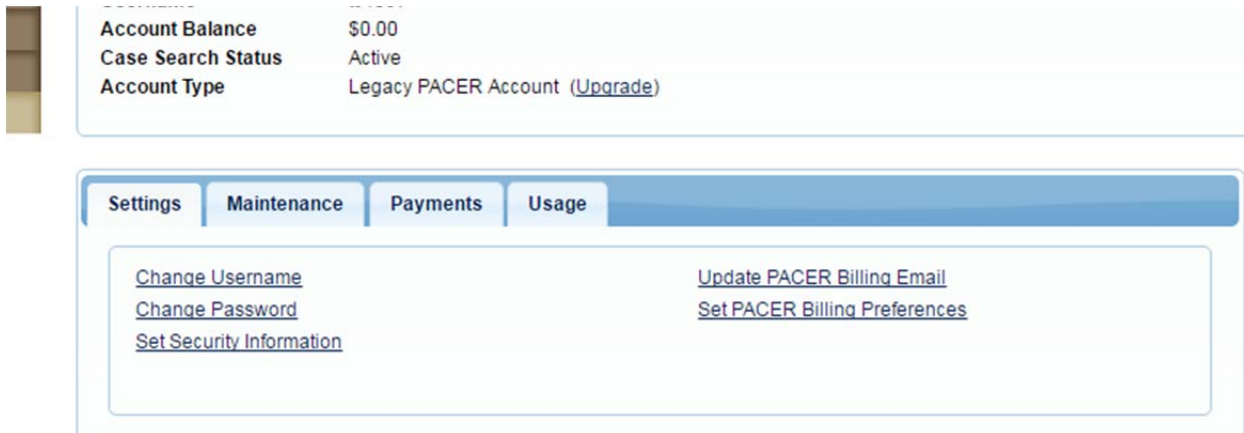 Account Balance $0.00
Case Search Status Active
Account Type Legacy PACER Account (Upgrade)
Settings Maintenance Payments Usage
Change Username Update PACER Billing Email
Change Password Set PACER Billing Preferences
Set Security Information